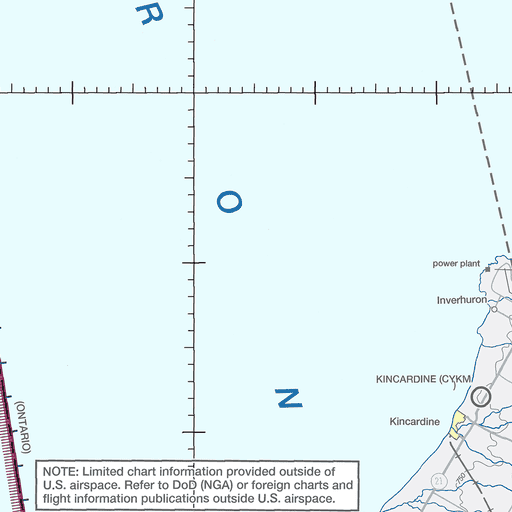 R
O
N
power plant
Inverhuron
KINCARDINE (CYKM
)
Kincardine
(ONTARIO)
21
750
NOTE: Limited chart information provided outside of
U.S. airspace. Refer to DoD (NGA) or foreign charts and
flight information publications outside U.S. airspace.